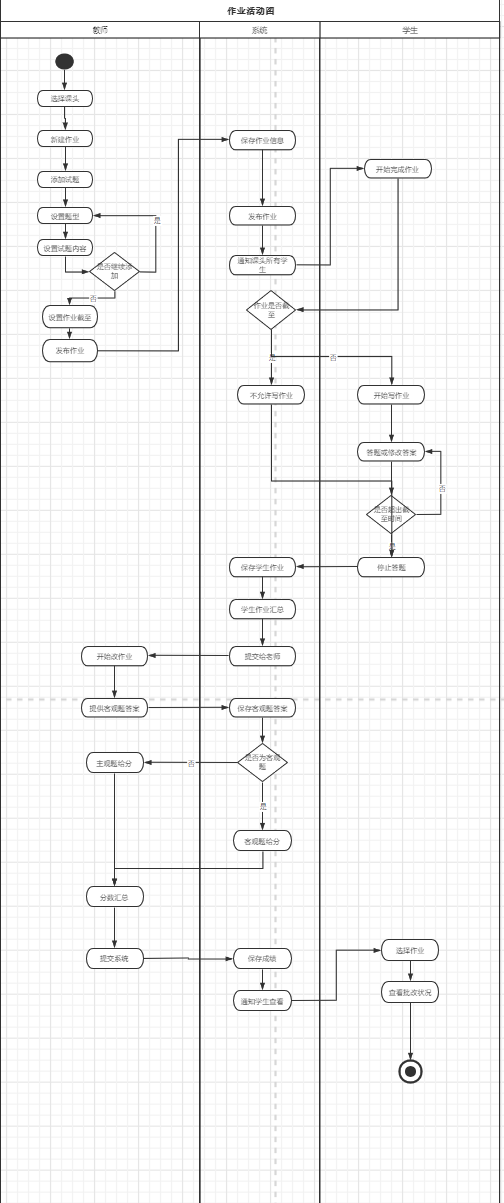 作业活动图
教师
系统
学生
选择课头
新建作业
添加试题
设置题型
是
设置试题内容
是否继续添
加
否
设置作业截至
发布作业
保存作业信息
开始完成作业
发布作业
通知课头所有学
生
作业是否截
至
是
否
不允许写作业
开始写作业
答题或修改答案
否
是否超出截
至时间
是
保存学生作业
停止答题
学生作业汇总
开始改作业
提交给老师
提供客观题答案
保存客观题答案
主观题给分
否
是否为客观
题
是
客观题给分
分数汇总
提交系统
保存成绩
选择作业
通知学生查看
查看批改状况